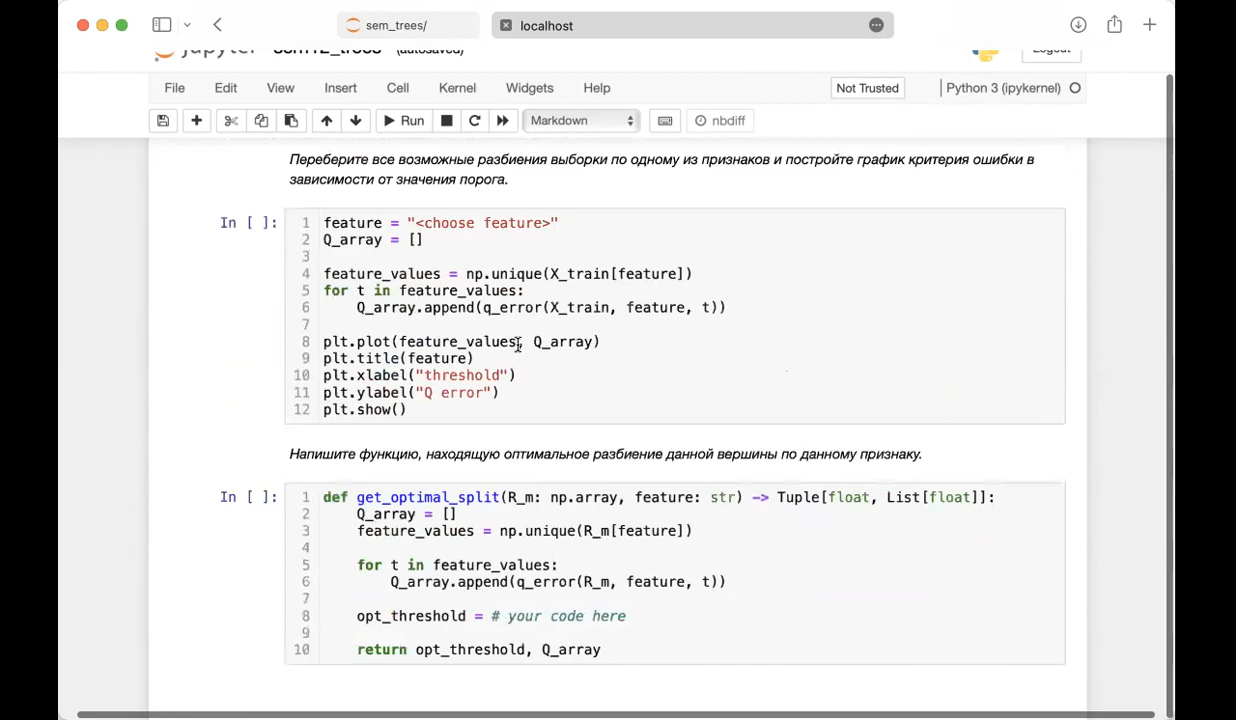 sem_trees/
localhost
(autosaved)
Logout
File Edit View Insert Cell Kernel Widgets Help
Not Trusted
Python 3 (ipykernel)
Run
Markdown
nbdiff
Переберите все возможные разбиения выборки по одному из признаков и постройте график критерия ошибки в
зависимости от значения порога.
In [ ]:
1 feature = "<choose feature>"
2 Q_array = []
3
4 feature_values = np.unique(X_train[feature])
5 for t in feature_values:
6 Q_array.append(q_error(X_train, feature, t))
7
8 plt.plot(feature_values, Q_array)
9 plt.title(feature)
10 plt.xlabel("threshold")
11 plt.ylabel("Q error")
12 plt.show()
Напишите функцию, находящую оптимальное разбиение данной вершины по данному признаку.
In [ ]:
1 def get_optimal_split(R_m: np.array, feature: str) -> Tuple[float, List[float]]:
2 Q_array = []
3 feature_values = np.unique(R_m[feature])
4
5 for t in feature_values:
6 Q_array.append(q_error(R_m, feature, t))
7
8 opt_threshold = # your code here
9
10 return opt_threshold, Q_array